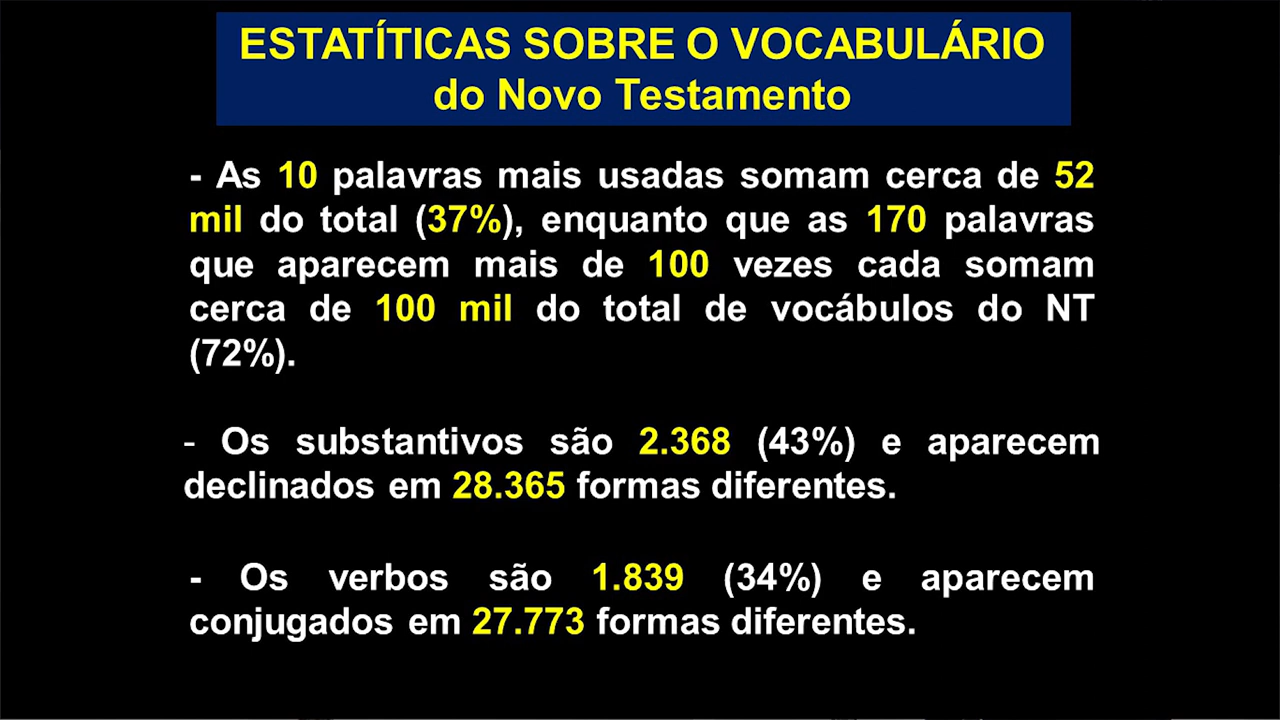 ESTATÍTICAS SOBRE O VOCABULÁRIO
do Novo Testamento
- As 10 palavras mais usadas somam cerca de 52
mil do total (37%), enquanto que as 170 palavras
que aparecem mais de 100 vezes cada somam
cerca de 100 mil do total de vocábulos do NT
(72%).
- Os substantivos são 2.368 (43%) e aparecem
declinados em 28.365 formas diferentes.
- Os verbos são 1.839 (34%) e aparecem
conjugados em 27.773 formas diferentes.